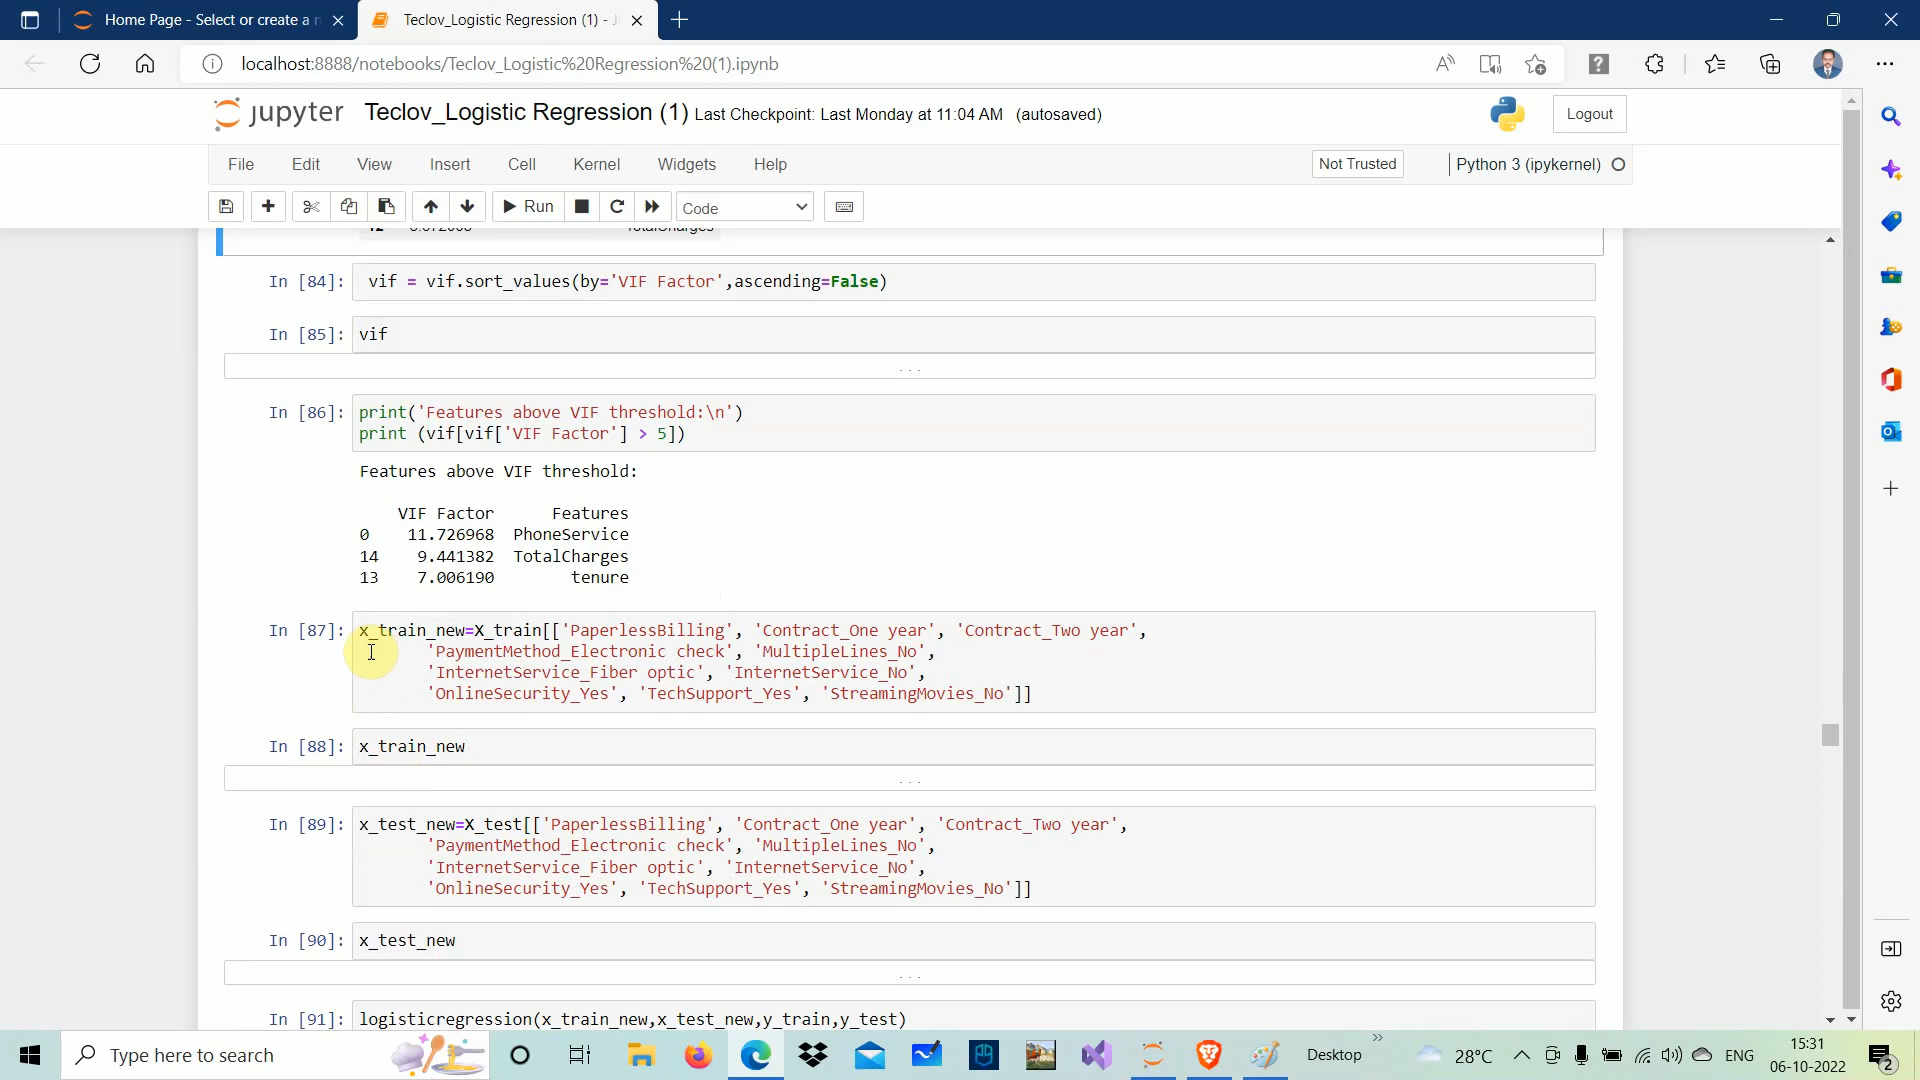 Home Page - Select or create a n
Teclov_Logistic Regression (1) - J
localhost:8888/notebooks/Teclov_Logistic%20Regression%20(1).ipynb
jupyter Teclov_Logistic Regression (1) Last Checkpoint: Last Monday at 11:04 AM (autosaved)
Logout
File Edit View Insert Cell Kernel Widgets Help
Not Trusted
Python 3 (ipykernel)
Run
Code
In [84]: vif = vif.sort_values(by='VIF Factor',ascending=False)
In [85]: vif
...
In [86]: print('Features above VIF threshold:\n')
print (vif[vif['VIF Factor'] > 5])
Features above VIF threshold:
VIF Factor Features
0 11.726968 PhoneService
14 9.441382 TotalCharges
13 7.006190 tenure
In [87]: x_train_new=X_train[['PaperlessBilling', 'Contract_One year', 'Contract_Two year',
'PaymentMethod_Electronic check', 'MultipleLines_No',
'InternetService_Fiber optic', 'InternetService_No',
'OnlineSecurity_Yes', 'TechSupport_Yes', 'StreamingMovies_No']]
In [88]: x_train_new
...
In [89]: x_test_new=X_test[['PaperlessBilling', 'Contract_One year', 'Contract_Two year',
'PaymentMethod_Electronic check', 'MultipleLines_No',
'InternetService_Fiber optic', 'InternetService_No',
'OnlineSecurity_Yes', 'TechSupport_Yes', 'StreamingMovies_No']]
In [90]: x_test_new
...
In [91]: logisticregression(x_train_new,x_test_new,y_train,y_test)
Type here to search
Desktop
28°C
ENG
15:31
06-10-2022
2